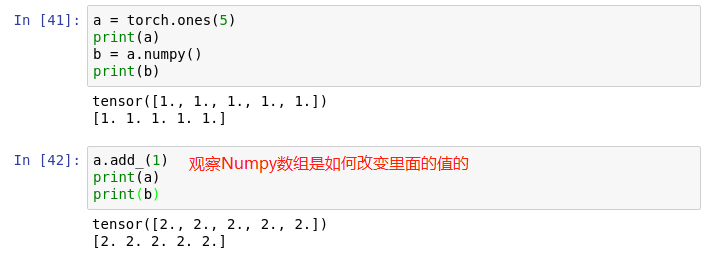 In [41]: a = torch.ones(5)
print(a)
b = a.numpy()
print(b)
tensor([1., 1., 1., 1., 1.])
[1. 1. 1. 1. 1.]
In [42]: a.add_(1) 观察Numpy数组是如何改变里面的值的
print(a)
print(b)
tensor([2., 2., 2., 2., 2.])
[2. 2. 2. 2. 2.]